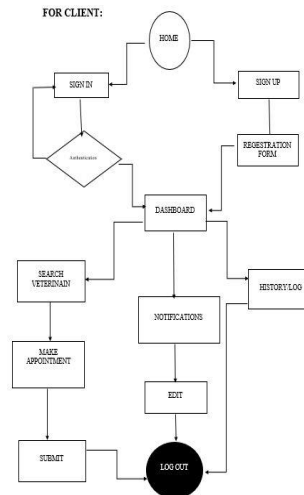 FOR CLIENT:
HOME
SIGN IN
SIGN UP
Authentication
REGESTRATION
FORM
DASHBOARD
SEARCH
VETERINAIN
HISTORY/LOG
NOTIFICATIONS
MAKE
APPOINTMENT
EDIT
SUBMIT
LOG OUT